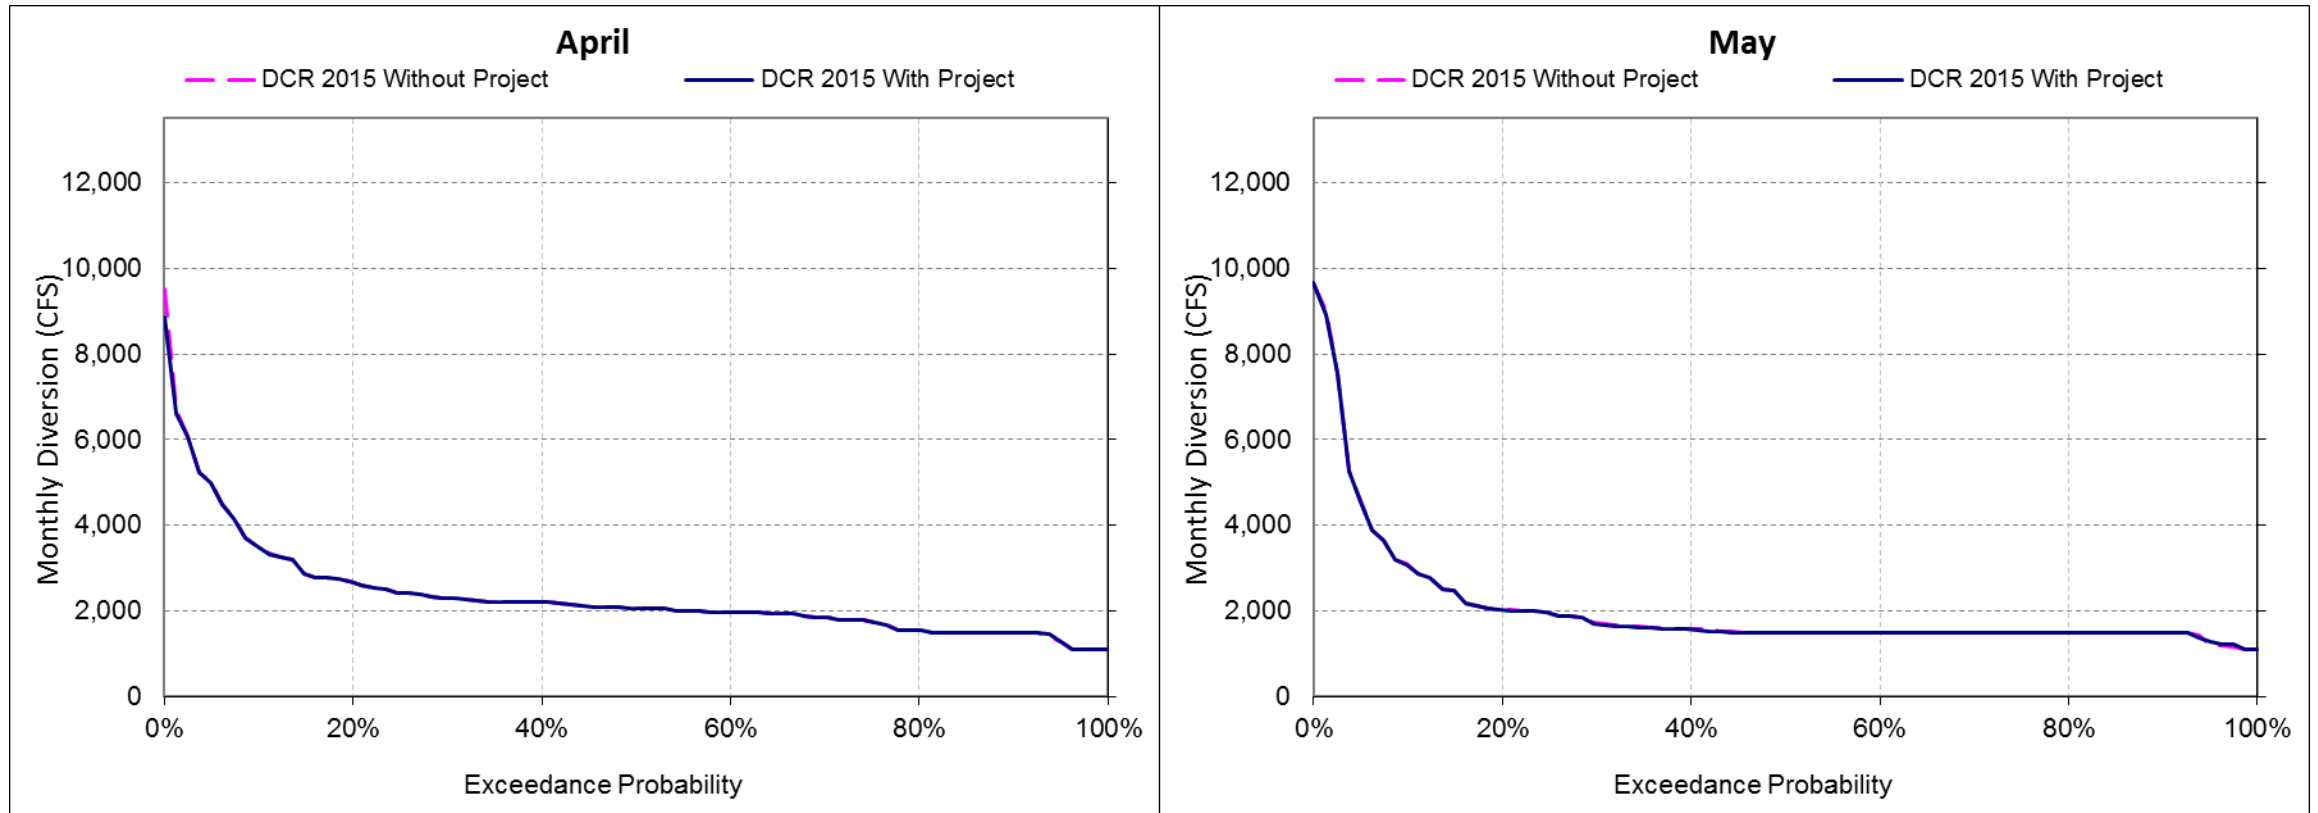 April
DCR 2015 Without Project
DCR 2015 With Project
Monthly Diversion (CFS)
12,000
10,000
8,000
6,000
4,000
2,000
0
0%
20%
40%
60%
80%
100%
Exceedance Probability
May
DCR 2015 Without Project
DCR 2015 With Project
Monthly Diversion (CFS)
12,000
10,000
8,000
6,000
4,000
2,000
0
0%
20%
40%
60%
80%
100%
Exceedance Probability